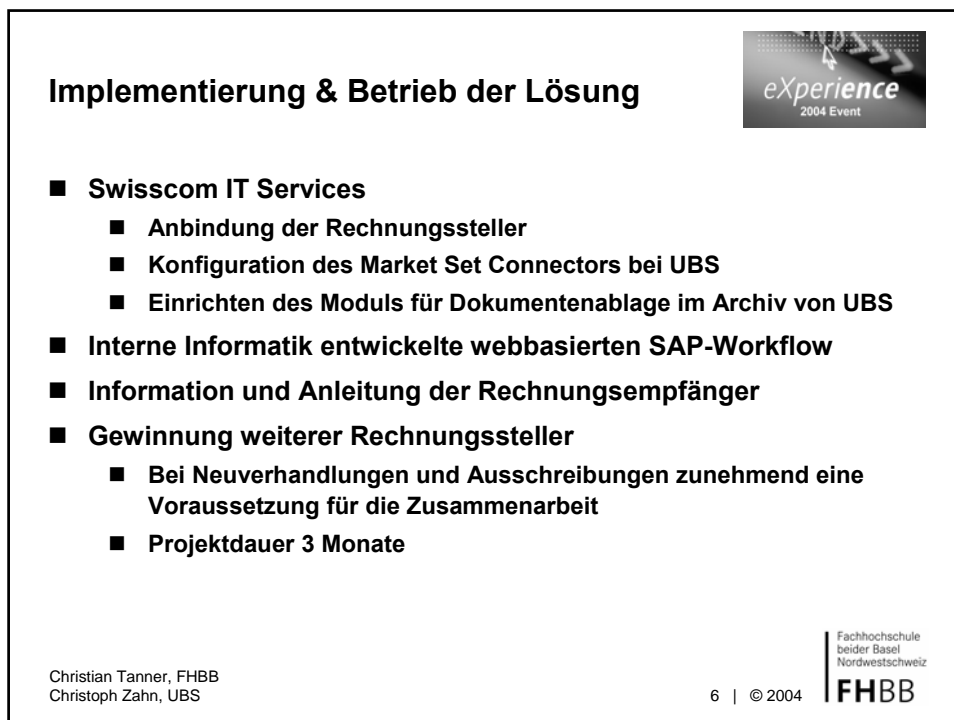 Implementierung & Betrieb der Lösung
eXperience
2004 Event
Swisscom IT Services
Anbindung der Rechnungssteller
Konfiguration des Market Set Connectors bei UBS
Einrichten des Moduls für Dokumentenablage im Archiv von UBS
Interne Informatik entwickelte webbasierten SAP-Workflow
Information und Anleitung der Rechnungsempfänger
Gewinnung weiterer Rechnungssteller
Bei Neuverhandlungen und Ausschreibungen zunehmend eine
Voraussetzung für die Zusammenarbeit
Projektdauer 3 Monate
Christian Tanner, FHBB
Christoph Zahn, UBS
6 | © 2004
Fachhochschule
beider Basel
Nordwestschweiz
FHBB